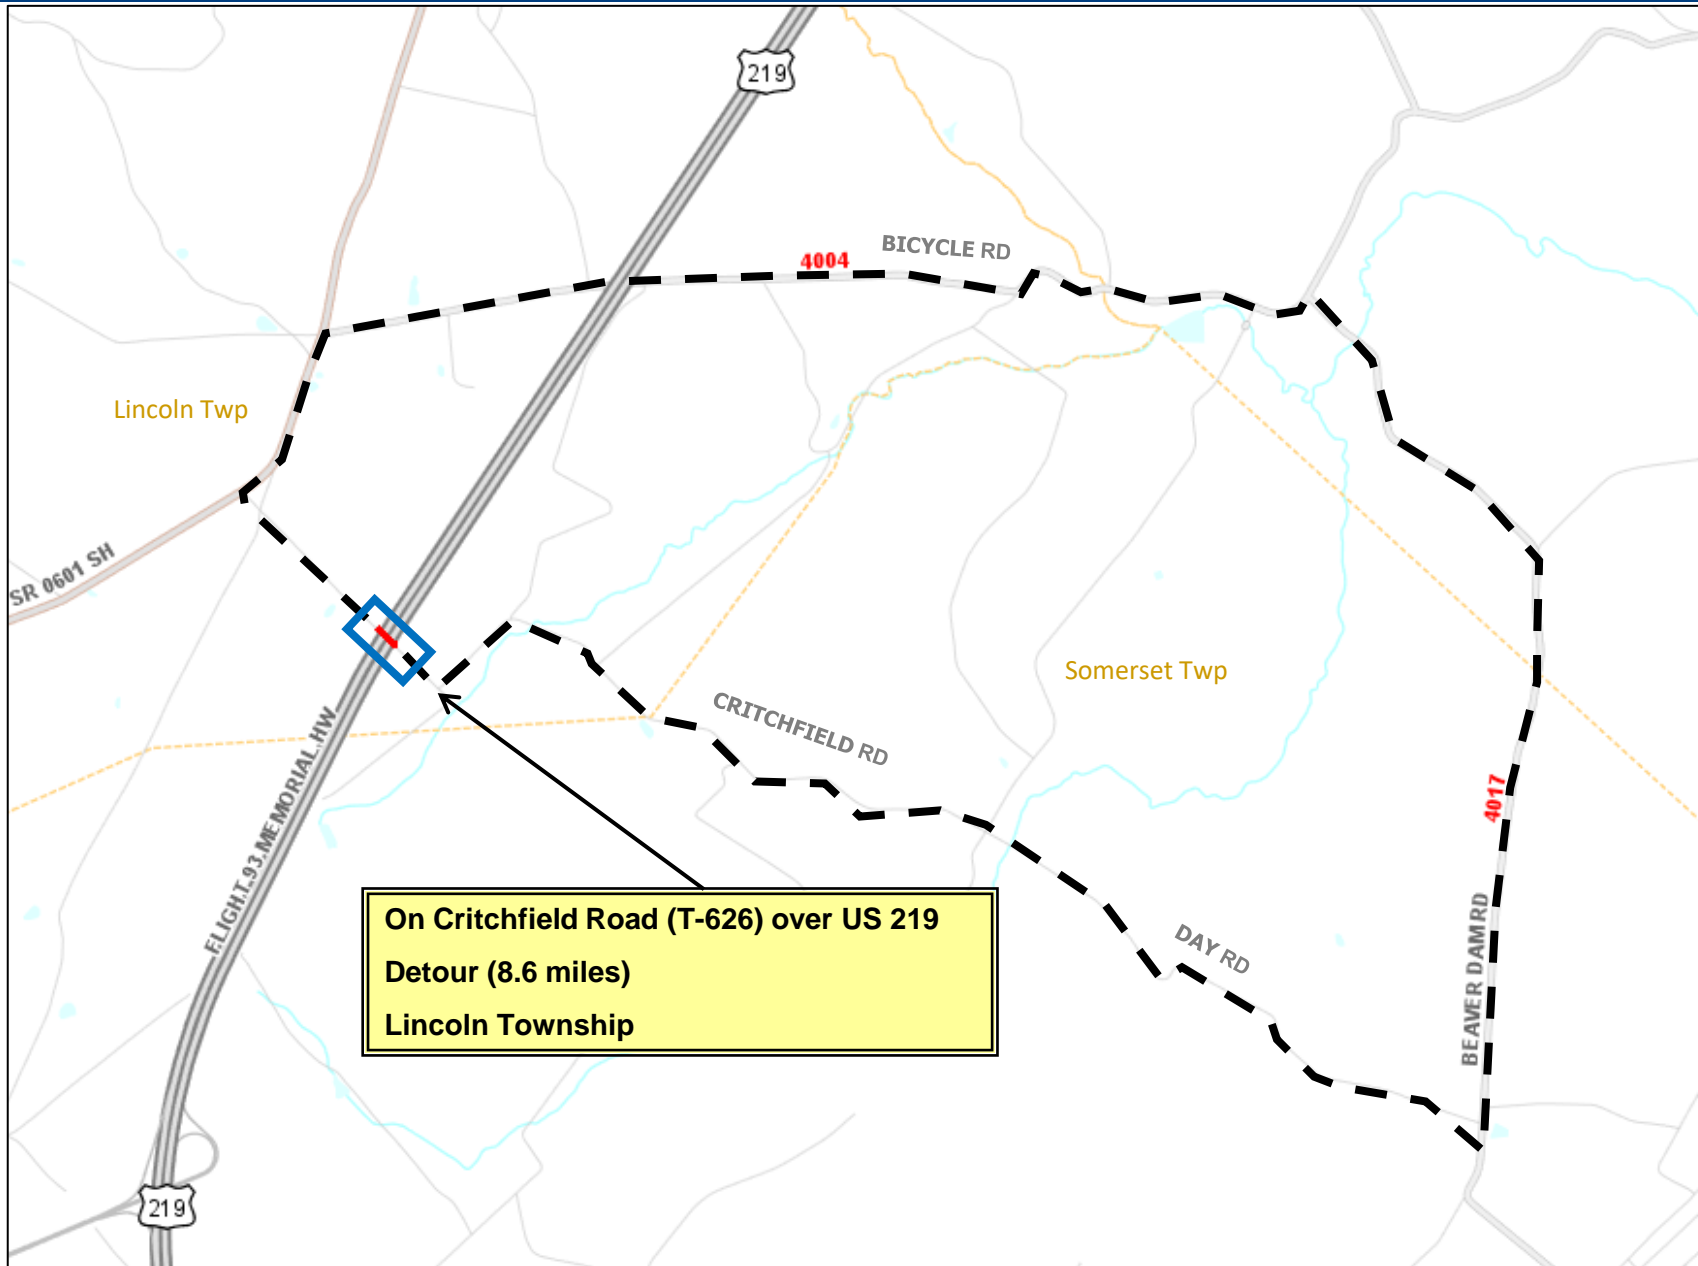 219
BICYCLE RD
4004
Lincoln Twp
SR 0601 SH
Somerset Twp
CRITCHFIELD RD
4017
FLIGHT 93 MEMORIAL HW
On Critchfield Road (T-626) over US 219
Detour (8.6 miles)
Lincoln Township
DAY RD
BEAVER DAM RD
219